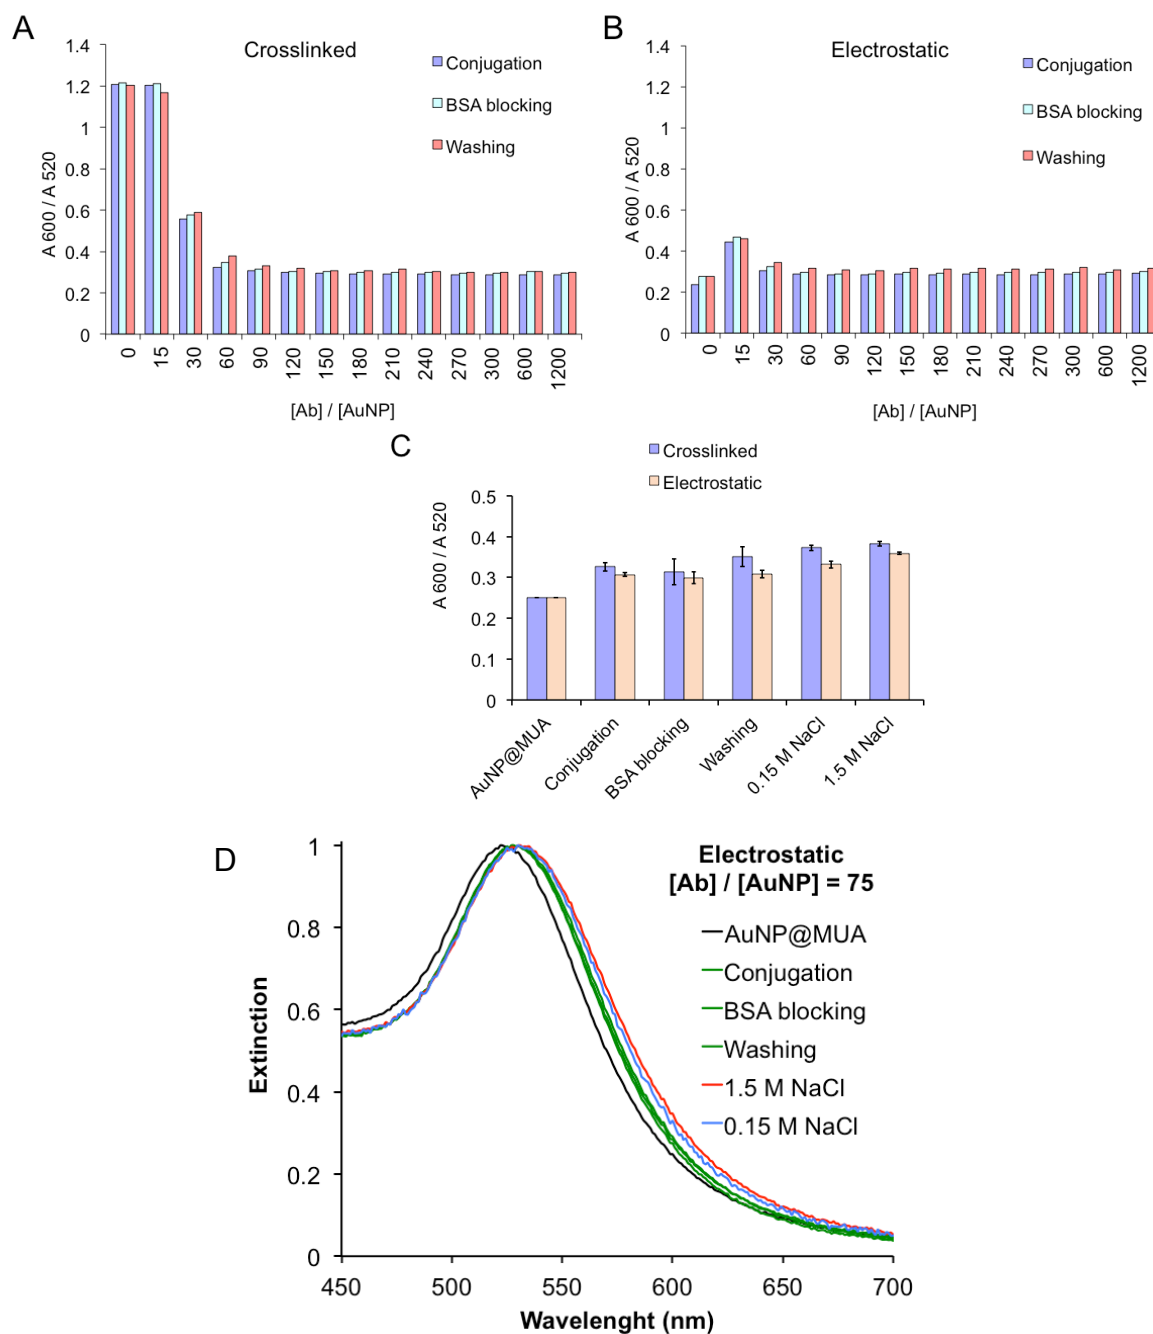 A
Crosslinked
Conjugation
BSA blocking
Washing
A 600 / A 520
1.4
1.2
1
0.8
0.6
0.4
0.2
0
0 15 30 60 90 120 150 180 210 240 270 300 600 1200
[Ab] / [AuNP]
B
Electrostatic
Conjugation
BSA blocking
Washing
A 600 / A 520
1.4
1.2
1
0.8
0.6
0.4
0.2
0
0 15 30 60 90 120 150 180 210 240 270 300 600 1200
[Ab] / [AuNP]
C
Crosslinked
Electrostatic
A 600 / A 520
0.5
0.4
0.3
0.2
0.1
0
AuNP@MUA
Conjugation
BSA blocking
Washing
0.15 M NaCl
1.5 M NaCl
D
Electrostatic
[Ab] / [AuNP] = 75
AuNP@MUA
Conjugation
BSA blocking
Washing
1.5 M NaCl
0.15 M NaCl
Extinction
1
0.8
0.6
0.4
0.2
0
450 500 550 600 650 700
Wavelenght (nm)